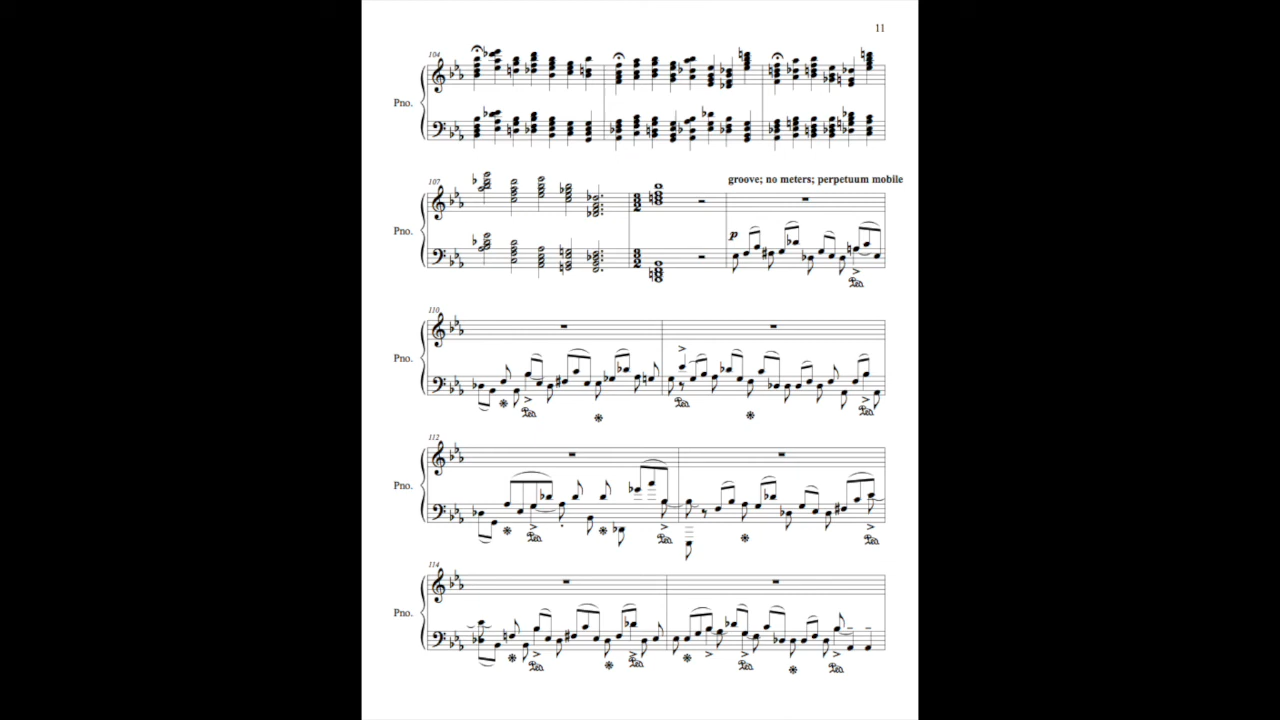 11
104
Pno.
107
groove; no meters; perpetuum mobile
Pno.
p
110
Pno.
112
Pno.
114
Pno.